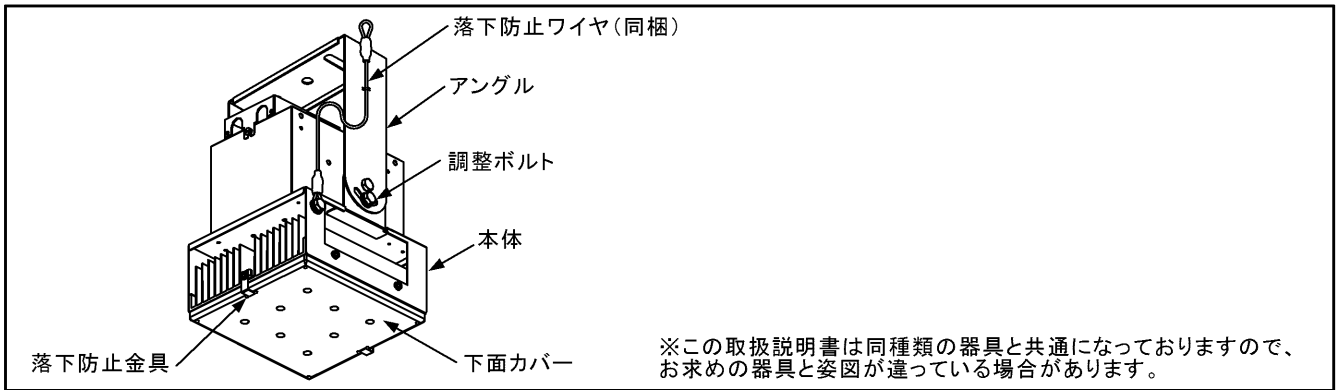 落下防止ワイヤ（同梱）
アングル
調整ボルト
本体
落下防止金具
下面カバー
※この取扱説明書は同種類の器具と共通になっておりますので、
お求めの器具と姿図が違っている場合があります。